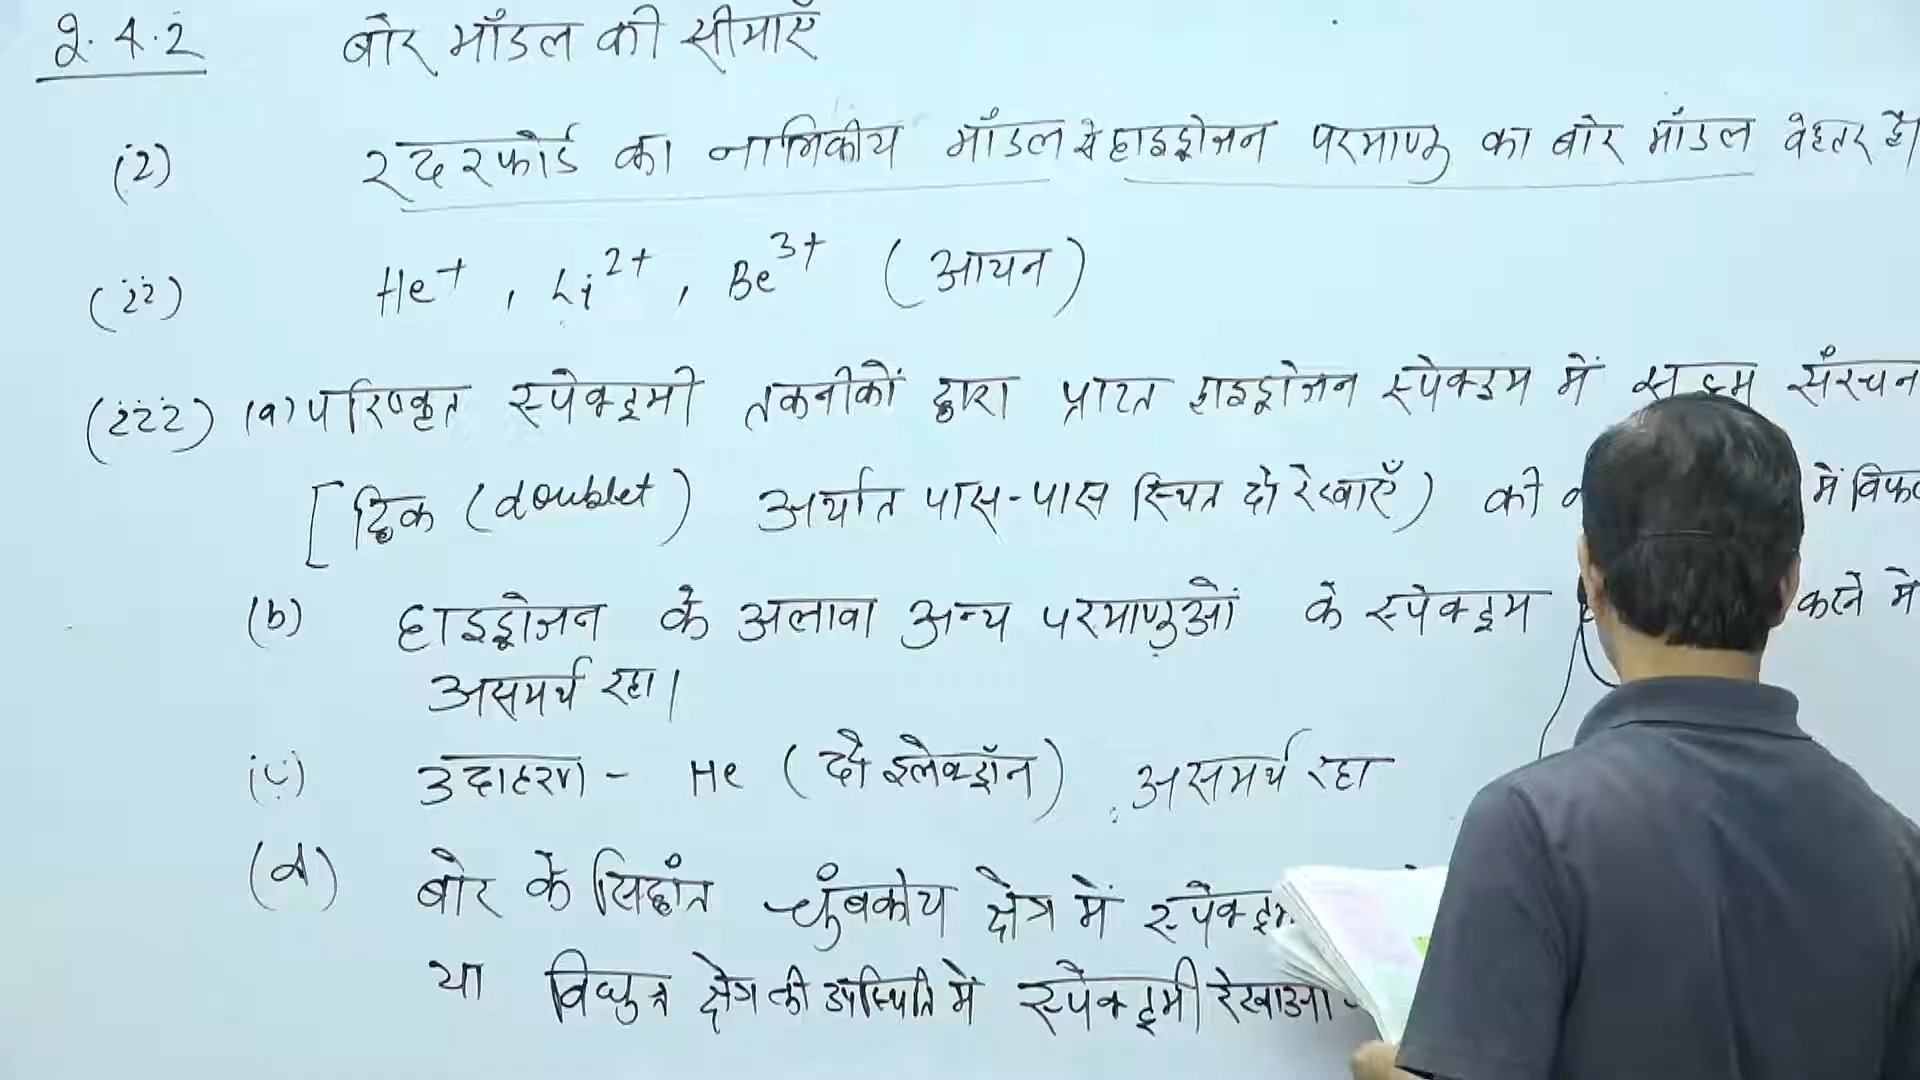 2.4.2 बोर मॉडल की सीमाएँ
(i) रदरफोर्ड का नाभिकीय मॉडल से हाइड्रोजन परमाणु का बोर मॉडल बेहतर है।
(ii) He+ , Li2+ , Be3+ (आयन)
(iii) (a) परिष्कृत स्पेक्ट्रमी तकनीकों द्वारा प्राप्त हाइड्रोजन स्पेक्ट्रम में सूक्ष्म संरचन
[द्विक (doublet) अर्थात पास-पास स्थित दो रेखाएँ) की में विफ
(b) हाइड्रोजन के अलावा अन्य परमाणुओं के स्पेक्ट्रम करने में
असमर्थ रहा।
(c) उदाहरण - He (दो इलेक्ट्रॉन) असमर्थ रहा
(d) बोर के सिद्धांत चुंबकीय क्षेत्र में
या विद्युत क्षेत्र की उपस्थिति में स्पेक्ट्रमी